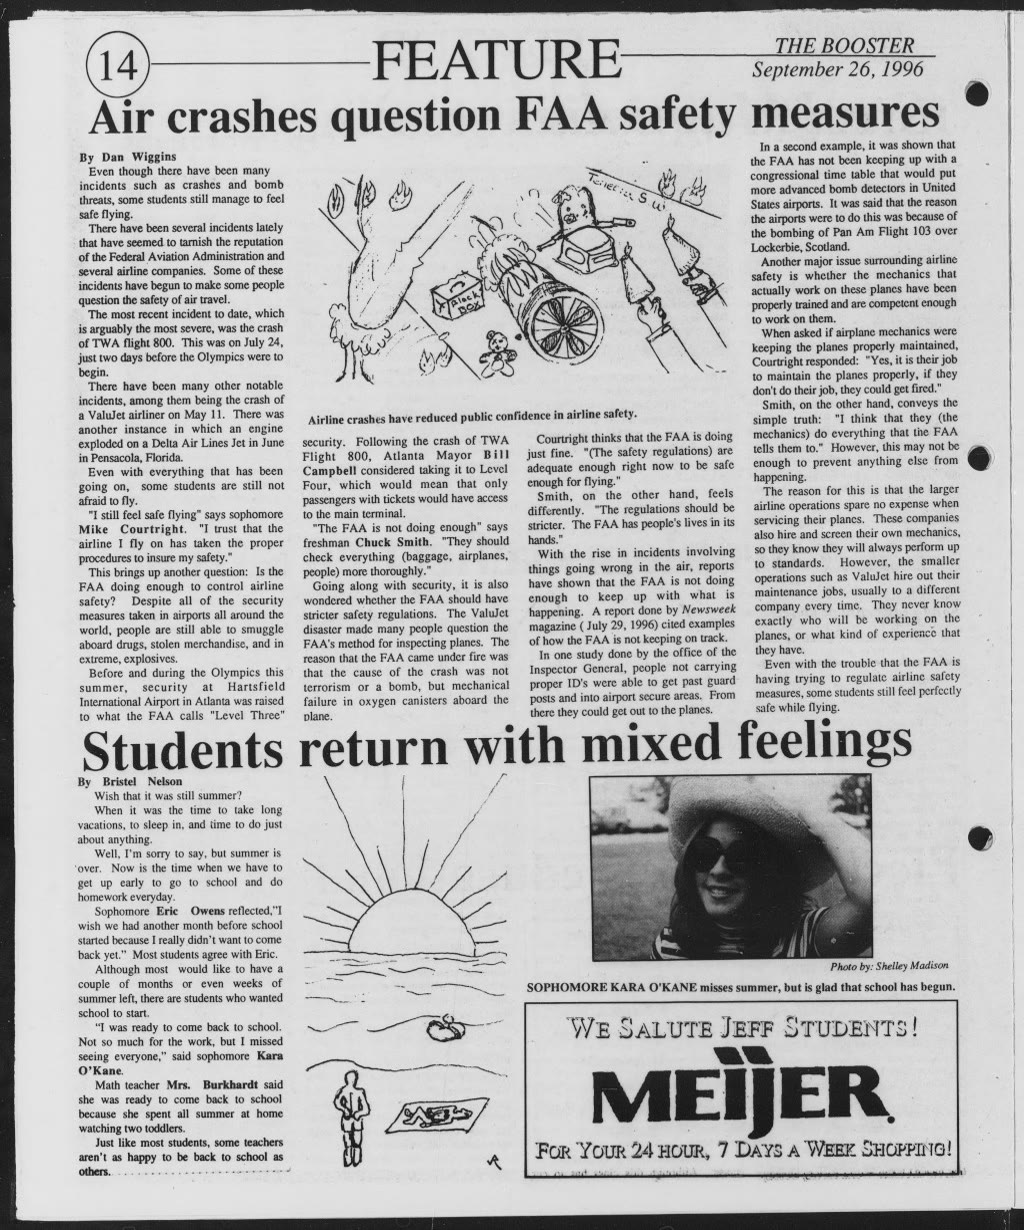 14
FEATURE
THE BOOSTER
September 26, 1996
Air crashes question FAA safety measures
By Dan Wiggins
Even though there have been many
incidents such as crashes and bomb
threats, some students still manage to feel
safe flying.
There have been several incidents lately
that have seemed to tarnish the reputation
of the Federal Aviation Administration and
several airline companies. Some of these
incidents have begun to make some people
question the safety of air travel.
The most recent incident to date, which
is arguably the most severe, was the crash
of TWA flight 800. This was on July 24,
just two days before the Olympics were to
begin.
There have been many other notable
incidents, among them being the crash of
a ValuJet airliner on May 11. There was
another instance in which an engine
exploded on a Delta Air Lines Jet in June
in Pensacola, Florida.
Even with everything that has been
going on, some students are still not
afraid to fly.
"I still feel safe flying" says sophomore
Mike Courtright. "I trust that the
airline I fly on has taken the proper
procedures to insure my safety."
This brings up another question: Is the
FAA doing enough to control airline
safety? Despite all of the security
measures taken in airports all around the
world, people are still able to smuggle
aboard drugs, stolen merchandise, and in
extreme, explosives.
Before and during the Olympics this
summer, security at Hartsfield
International Airport in Atlanta was raised
to what the FAA calls "Level Three"
Black
BOX
Airline crashes have reduced public confidence in airline safety.
security. Following the crash of TWA
Flight 800, Atlanta Mayor Bill
Campbell considered taking it to Level
Four, which would mean that only
passengers with tickets would have access
to the main terminal.
"The FAA is not doing enough" says
freshman Chuck Smith. "They should
check everything (baggage, airplanes,
people) more thoroughly."
Going along with security, it is also
wondered whether the FAA should have
stricter safety regulations. The ValuJet
disaster made many people question the
FAA's method for inspecting planes. The
reason that the FAA came under fire was
that the cause of the crash was not
terrorism or a bomb, but mechanical
failure in oxygen canisters aboard the
plane.
Courtright thinks that the FAA is doing
just fine. "(The safety regulations) are
adequate enough right now to be safe
enough for flying."
Smith, on the other hand, feels
differently. "The regulations should be
stricter. The FAA has people's lives in its
hands."
With the rise in incidents involving
things going wrong in the air, reports
have shown that the FAA is not doing
enough to keep up with what is
happening. A report done by Newsweek
magazine ( July 29, 1996) cited examples
of how the FAA is not keeping on track.
In one study done by the office of the
Inspector General, people not carrying
proper ID's were able to get past guard
posts and into airport secure areas. From
there they could get out to the planes.
In a second example, it was shown that
the FAA has not been keeping up with a
congressional time table that would put
more advanced bomb detectors in United
States airports. It was said that the reason
the airports were to do this was because of
the bombing of Pan Am Flight 103 over
Lockerbie, Scotland.
Another major issue surrounding airline
safety is whether the mechanics that
actually work on these planes have been
properly trained and are competent enough
to work on them.
When asked if airplane mechanics were
keeping the planes properly maintained,
Courtright responded: "Yes, it is their job
to maintain the planes properly, if they
don't do their job, they could get fired."
Smith, on the other hand, conveys the
simple truth: "I think that they (the
mechanics) do everything that the FAA
tells them to." However, this may not be
enough to prevent anything else from
happening.
The reason for this is that the larger
airline operations spare no expense when
servicing their planes. These companies
also hire and screen their own mechanics,
so they know they will always perform up
to standards. However, the smaller
operations such as ValuJet hire out their
maintenance jobs, usually to a different
company every time. They never know
exactly who will be working on the
planes, or what kind of experience that
they have.
Even with the trouble that the FAA is
having trying to regulate airline safety
measures, some students still feel perfectly
safe while flying.
Students return with mixed feelings
By Bristel Nelson
Wish that it was still summer?
When it was the time to take long
vacations, to sleep in, and time to do just
about anything.
Well, I'm sorry to say, but summer is
over. Now is the time when we have to
get up early to go to school and do
homework everyday.
Sophomore Eric Owens reflected,"I
wish we had another month before school
started because I really didn't want to come
back yet." Most students agree with Eric.
Although most would like to have a
couple of months or even weeks of
summer left, there are students who wanted
school to start.
"I was ready to come back to school.
Not so much for the work, but I missed
seeing everyone," said sophomore Kara
O'Kane.
Math teacher Mrs. Burkhardt said
she was ready to come back to school
because she spent all summer at home
watching two toddlers.
Just like most students, some teachers
aren't as happy to be back to school as
others.
Photo by: Shelley Madison
SOPHOMORE KARA O'KANE misses summer, but is glad that school has begun.
WE SALUTE JEFF STUDENTS!
MEIJER
FOR YOUR 24 HOUR, 7 DAYS A WEEK SHOPPING!